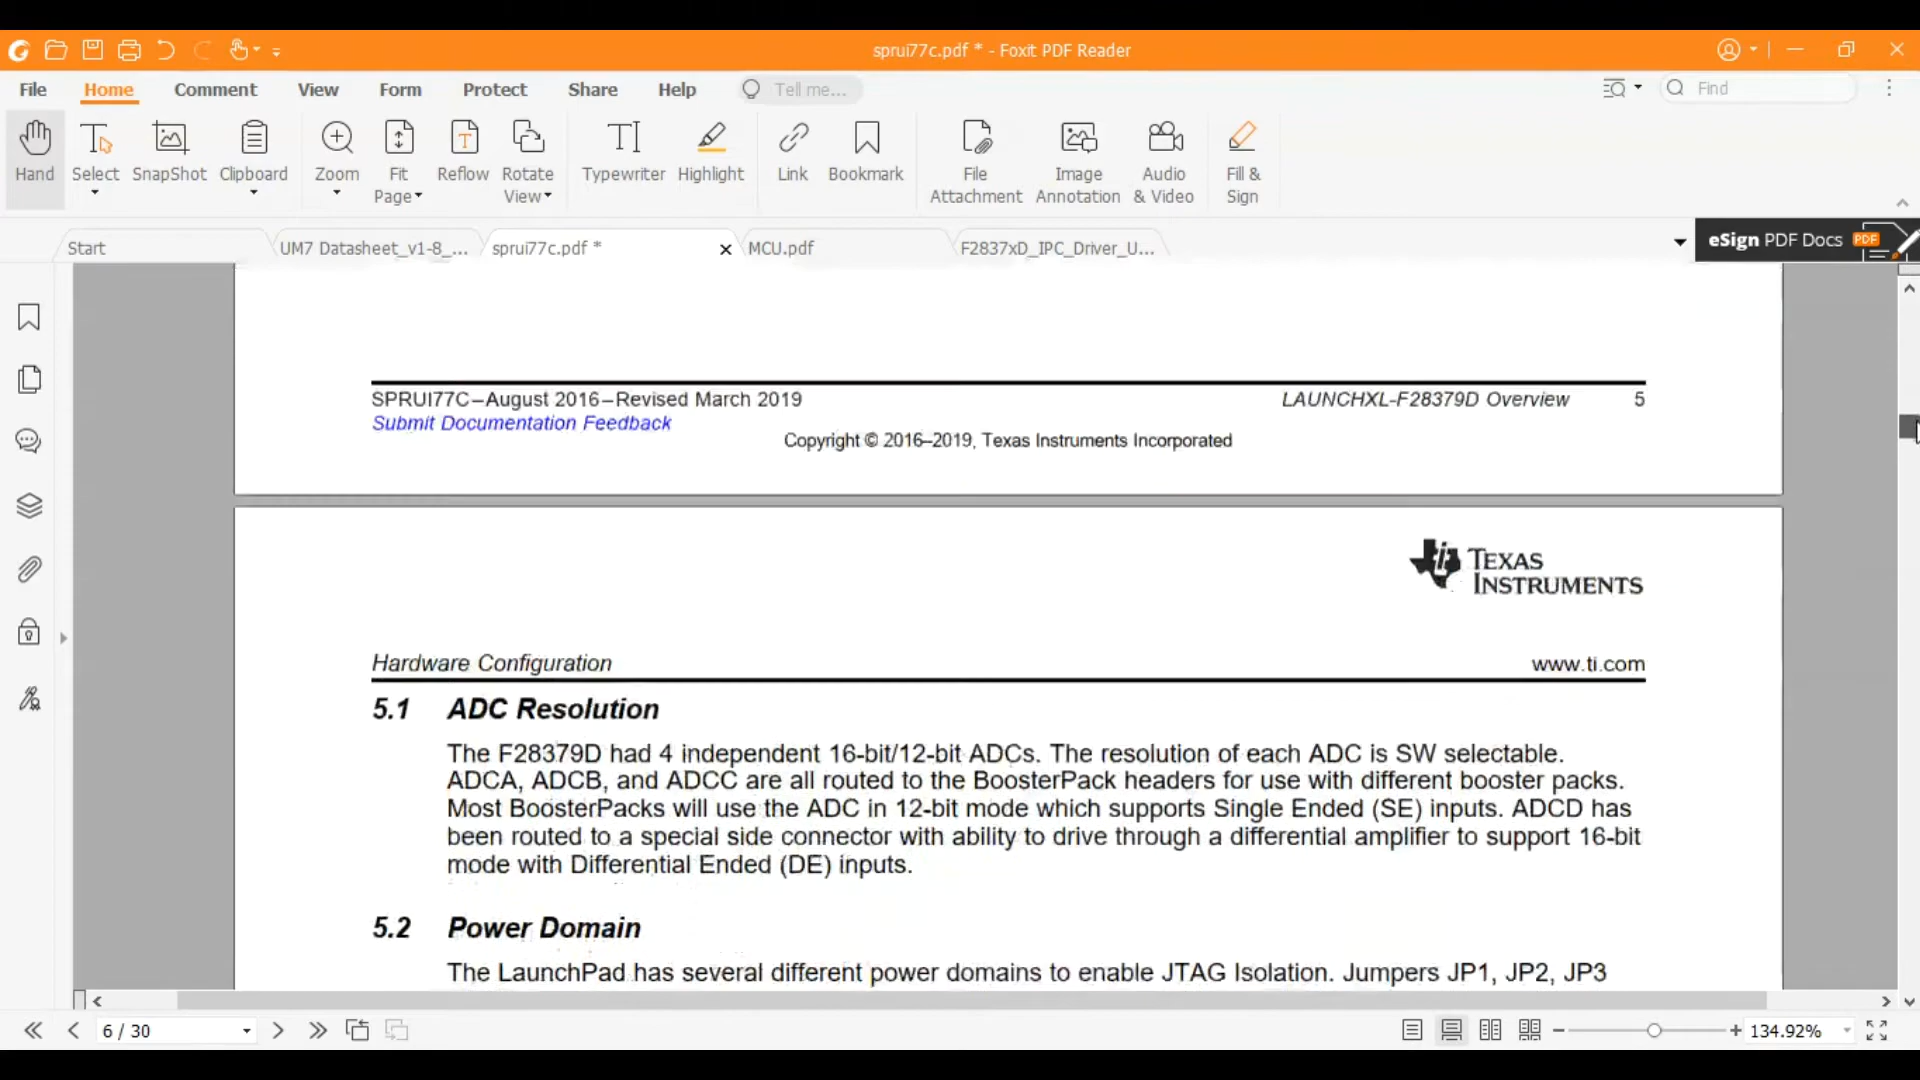 sprui77c.pdf * - Foxit PDF Reader
File Home Comment View Form Protect Share Help Tell me... Find
Hand Select SnapShot Clipboard Zoom Fit Page Reflow Rotate View Typewriter Highlight Link Bookmark File Attachment Image Annotation Audio & Video Fill & Sign
Start UM7 Datasheet_v1-8_... sprui77c.pdf * MCU.pdf F2837xD_IPC_Driver_U... eSign PDF Docs PDF
SPRUI77C–August 2016–Revised March 2019 LAUNCHXL-F28379D Overview 5
Submit Documentation Feedback
Copyright © 2016–2019, Texas Instruments Incorporated
TEXAS
INSTRUMENTS
Hardware Configuration www.ti.com
5.1 ADC Resolution
The F28379D had 4 independent 16-bit/12-bit ADCs. The resolution of each ADC is SW selectable.
ADCA, ADCB, and ADCC are all routed to the BoosterPack headers for use with different booster packs.
Most BoosterPacks will use the ADC in 12-bit mode which supports Single Ended (SE) inputs. ADCD has
been routed to a special side connector with ability to drive through a differential amplifier to support 16-bit
mode with Differential Ended (DE) inputs.
5.2 Power Domain
The LaunchPad has several different power domains to enable JTAG Isolation. Jumpers JP1, JP2, JP3
6 / 30 134.92%